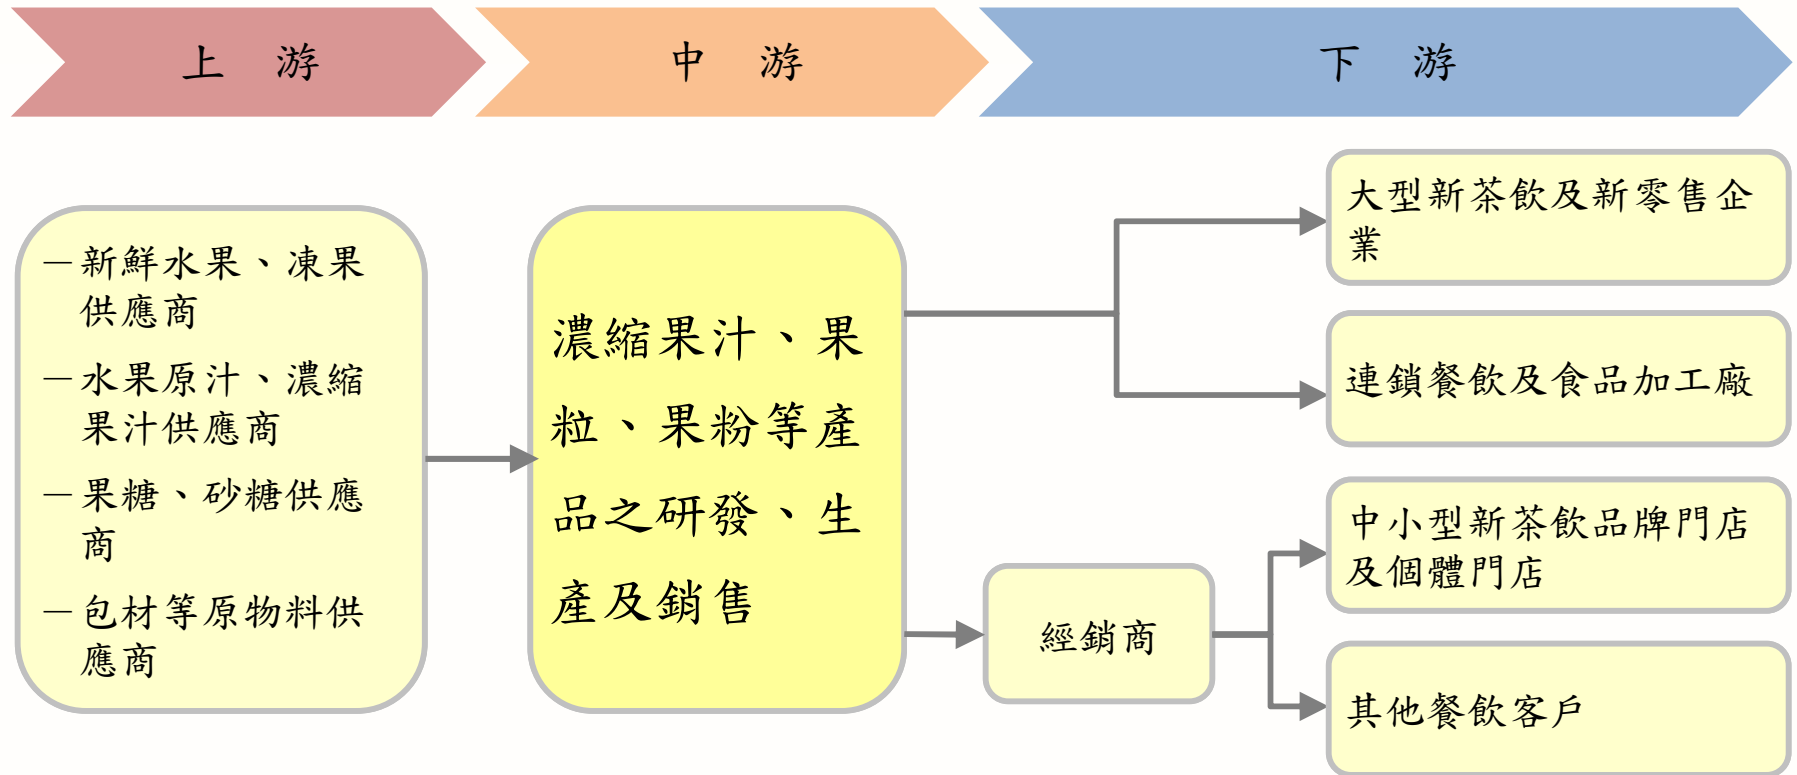 上 游
中 游
下 游
－新鮮水果、凍果
供應商
－水果原汁、濃縮
果汁供應商
－果糖、砂糖供應
商
－包材等原物料供
應商
濃縮果汁、果
粒、果粉等產
品之研發、生
產及銷售
經銷商
大型新茶飲及新零售企
業
連鎖餐飲及食品加工廠
中小型新茶飲品牌門店
及個體門店
其他餐飲客戶